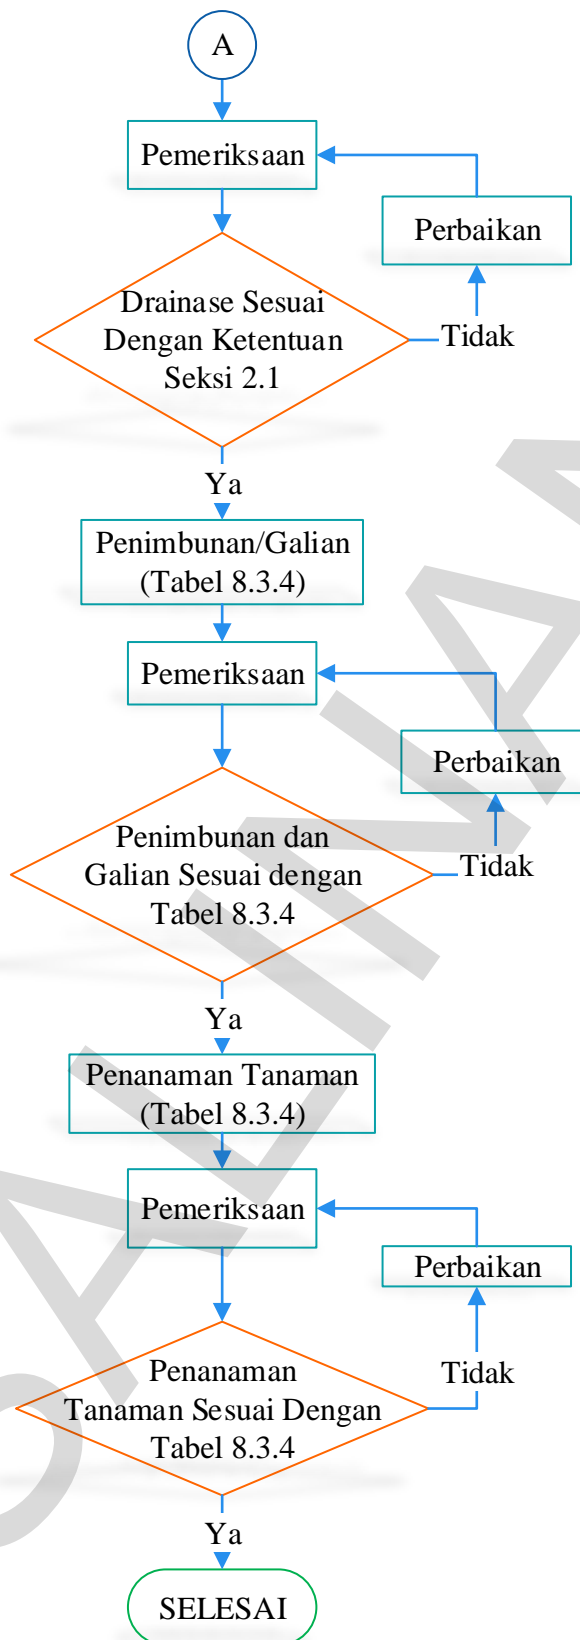 A
Pemeriksaan
Perbaikan
Drainase Sesuai
Dengan Ketentuan
Seksi 2.1
Tidak
Ya
Penimbunan/Galian
(Tabel 8.3.4)
Pemeriksaan
Perbaikan
Penimbunan dan
Galian Sesuai dengan
Tabel 8.3.4
Tidak
Ya
Penanaman Tanaman
(Tabel 8.3.4)
Pemeriksaan
Perbaikan
Tidak
Penanaman
Tanaman Sesuai Dengan
Tabel 8.3.4
Ya
SELESAI
SALINAN